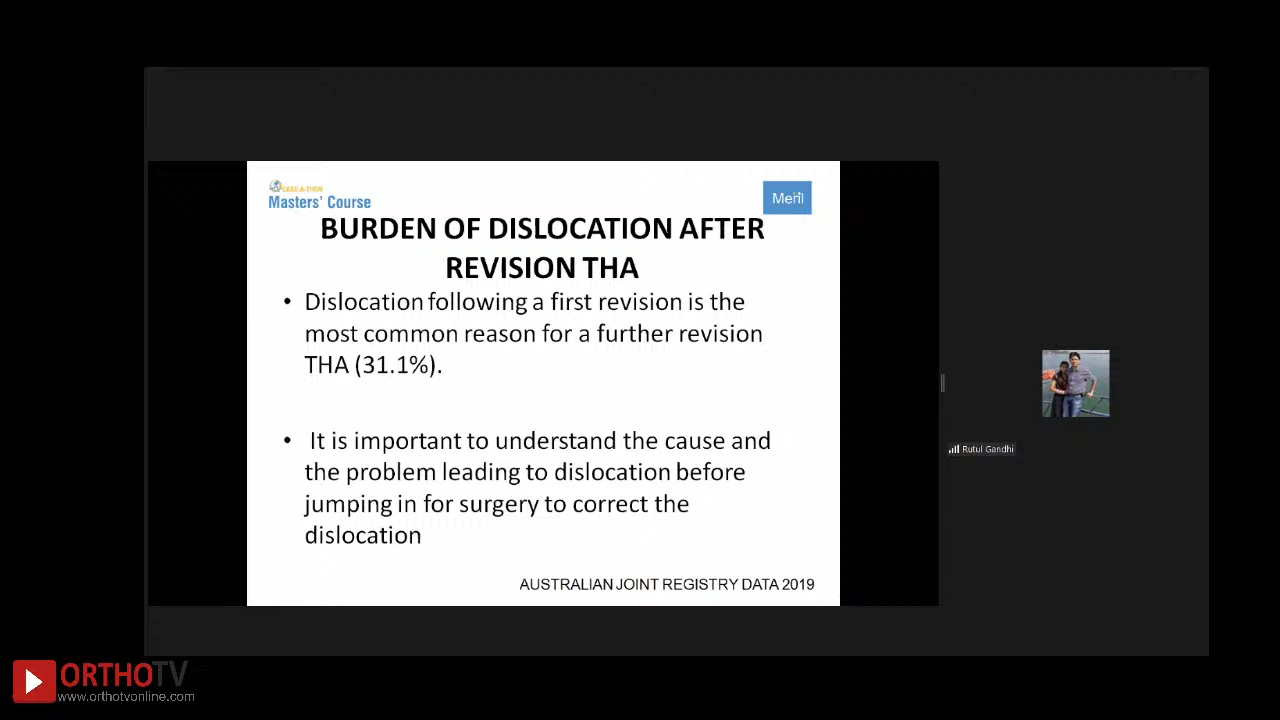 CASE-A-THON
Masters' Course
Meril
BURDEN OF DISLOCATION AFTER
REVISION THA
• Dislocation following a first revision is the
most common reason for a further revision
THA (31.1%).
• It is important to understand the cause and
the problem leading to dislocation before
jumping in for surgery to correct the
dislocation
AUSTRALIAN JOINT REGISTRY DATA 2019
Rutul Gandhi
ORTHOTV
www.orthotvonline.com